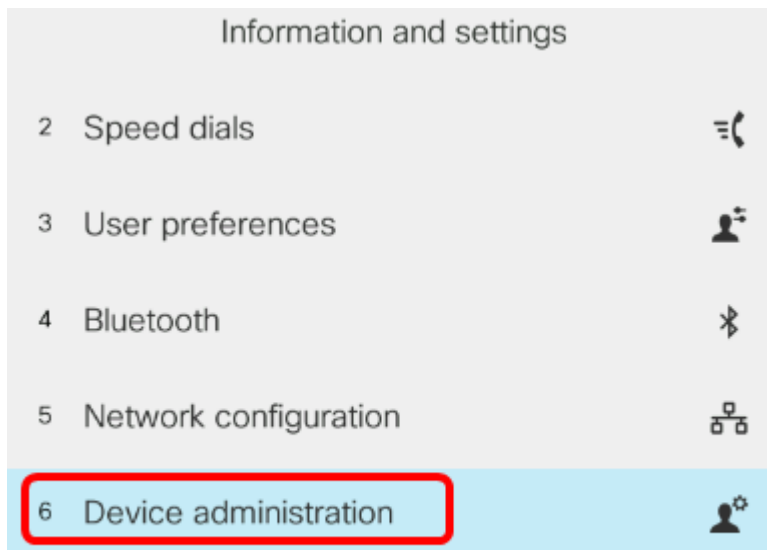 Information and settings
2 Speed dials
3 User preferences
4 Bluetooth
5 Network configuration
6 Device administration